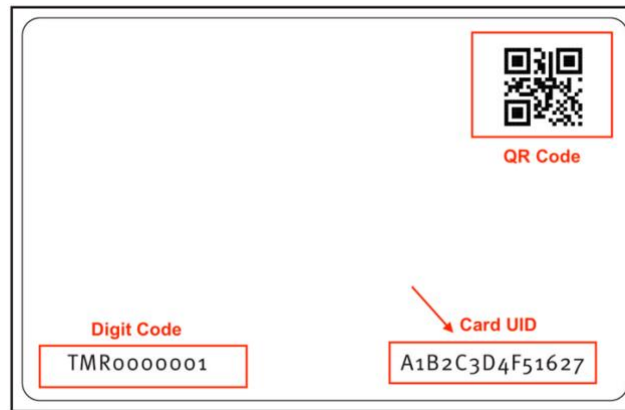 QR Code
Digit Code
Card UID
TMR0000001
A1B2C3D4F51627